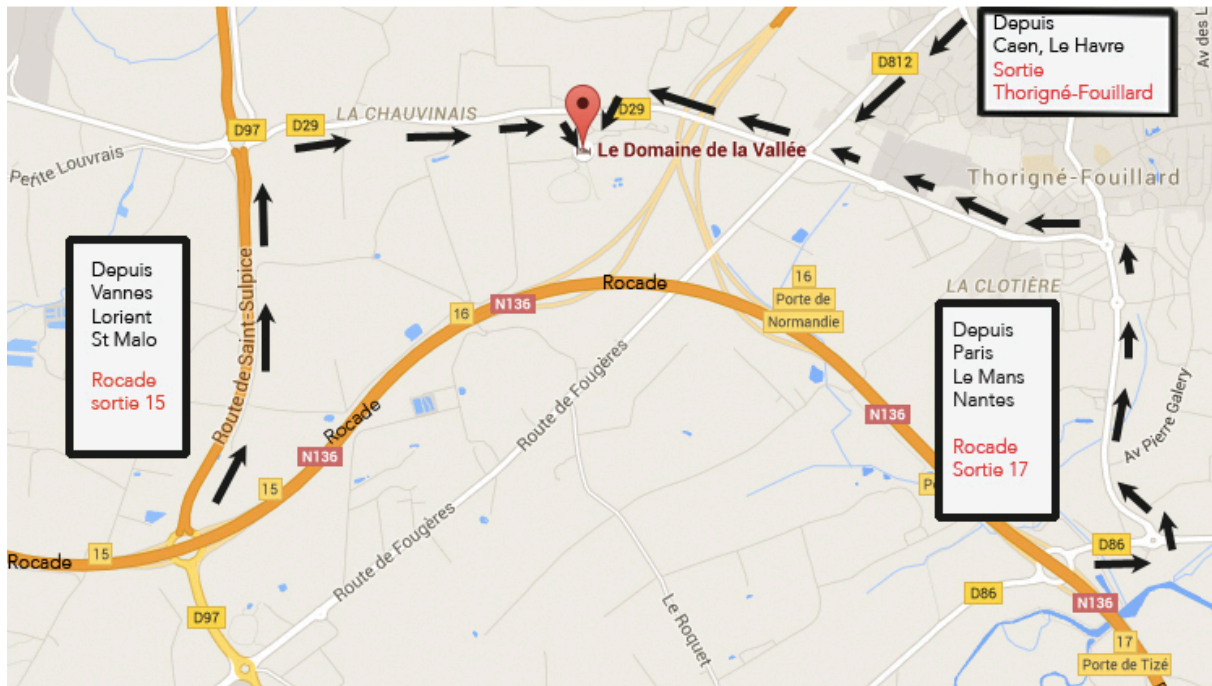 Depuis
Caen, Le Havre
Sortie
Thorigné-Fouillard
Av des L
D812
LA CHAUVINAIS
D29
D29
D97
Petite Louvrais
Le Domaine de la Vallée
Thorigné-Fouillard
Depuis
Vannes
Lorient
St Malo
Rocade
sortie 15
Route de Saint-Sulpice
Rocade
N136
16
16
Porte de
Normandie
LA CLOTIÈRE
Depuis
Paris
Le Mans
Nantes
Rocade
Sortie 17
Route de Fougères
Rocade
N136
N136
Av Pierre Galery
15
15
Rocade
Route de Fougères
D86
D86
N136
Le Roquet
D97
17
Porte de Tizé